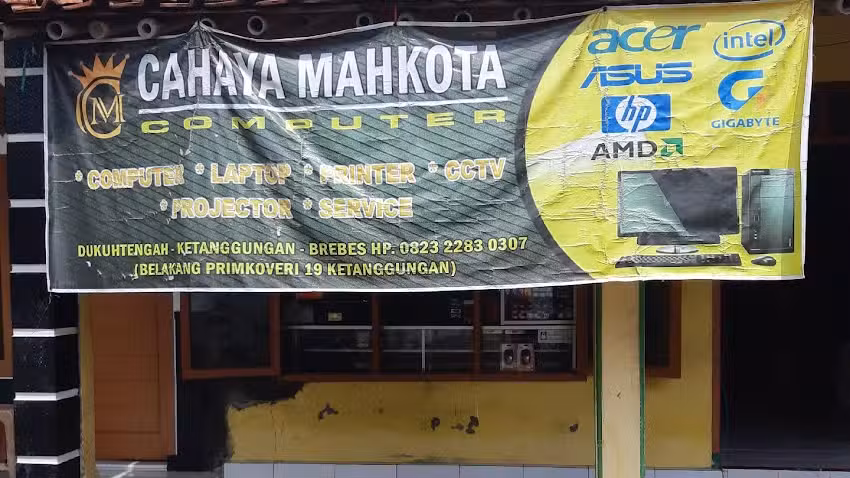 CM
CAHAYA MAHKOTA
COMPUTER
* COMPUTER * LAPTOP * PRINTER * CCTV
* PROJECTOR * SERVICE
DUKUHTENGAH - KETANGGUNGAN - BREBES HP. 0823 2283 0307
(BELAKANG PRIMKOVERI 19 KETANGGUNGAN)
acer
intel
ASUS
hp
G
GIGABYTE
AMD